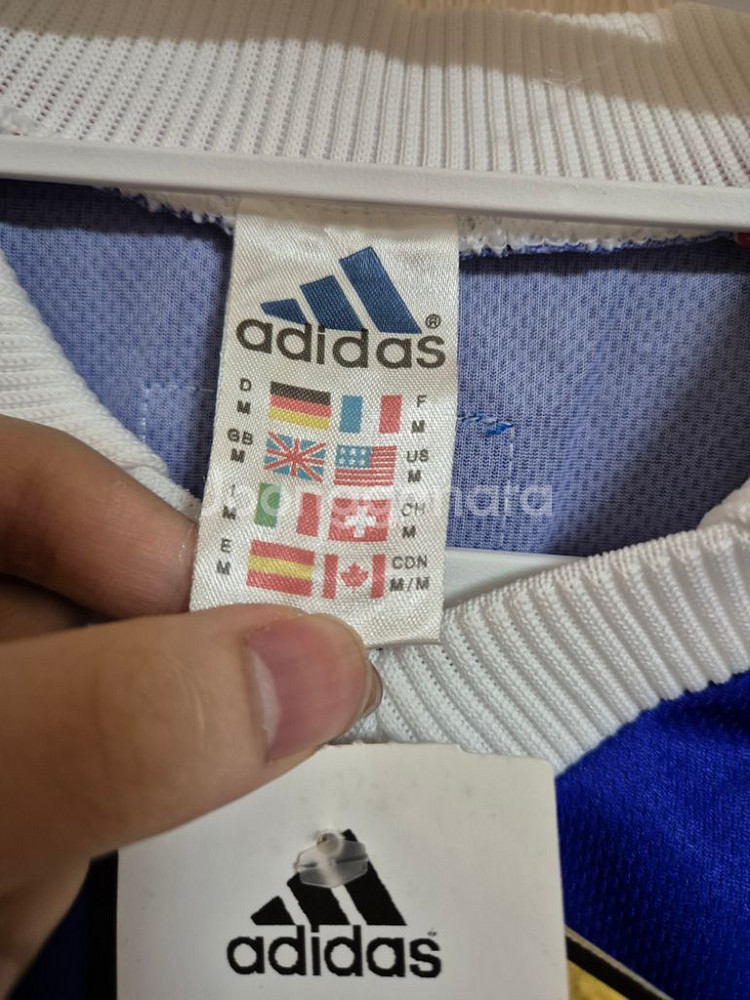 adidas®
D M F M
GB M US M
I M CH M
E M CDN M/M
adidas